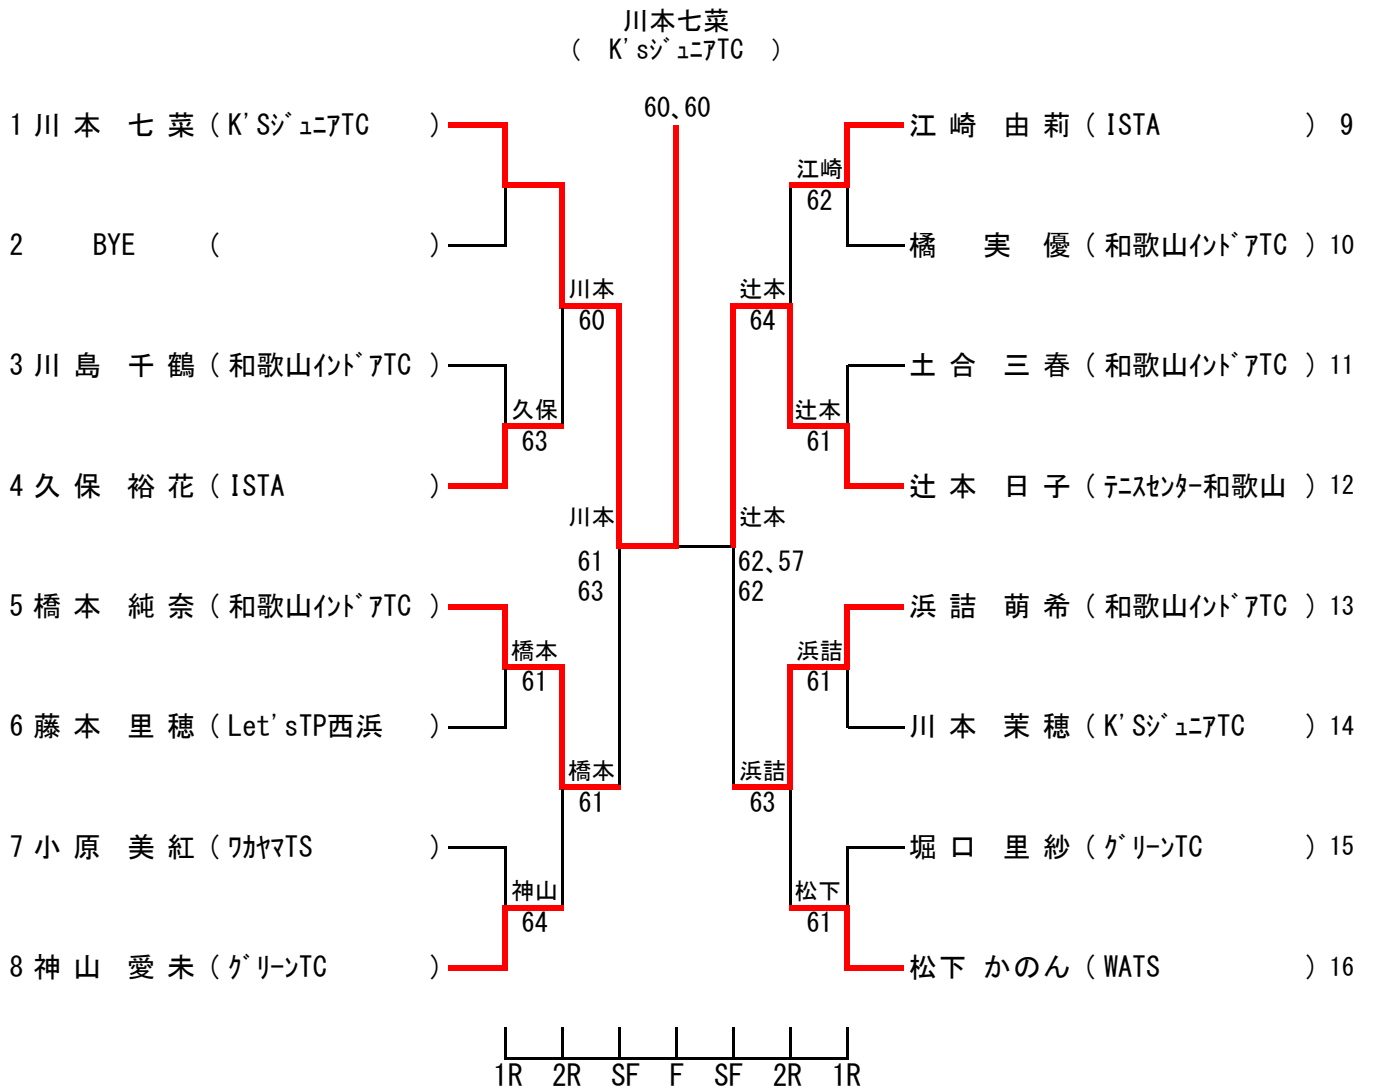 川本七菜
( K'sｼﾞｭﾆｱTC )
60、60
1 川本 七菜 ( K'Sｼﾞｭﾆｱ TC )
江崎 由莉 ( ISTA ) 9
江崎
62
2 BYE ( )
橘 実優 ( 和歌山ｲﾝﾄﾞｱTC ) 10
川本
60
辻本
64
3 川島 千鶴 ( 和歌山ｲﾝﾄﾞｱTC )
土合 三春 ( 和歌山ｲﾝﾄﾞｱTC ) 11
久保
63
辻本
61
4 久保 裕花 ( ISTA )
辻本 日子 ( ﾃﾆｽｾﾝﾀｰ和歌山 ) 12
川本
61
63
辻本
62、57
62
5 橋本 純奈 ( 和歌山ｲﾝﾄﾞｱTC )
浜詰 萌希 ( 和歌山ｲﾝﾄﾞｱTC ) 13
橋本
61
浜詰
61
6 藤本 里穂 ( Let'sTP西浜 )
川本 茉穂 ( K'SｼﾞｭﾆｱTC ) 14
橋本
61
浜詰
63
7 小原 美紅 ( ﾜｶﾔﾏTS )
堀口 里紗 ( ｸﾞﾘｰﾝTC ) 15
神山
64
松下
61
8 神山 愛未 ( ｸﾞﾘｰﾝTC )
松下 かのん ( WATS ) 16
1R 2R SF F SF 2R 1R